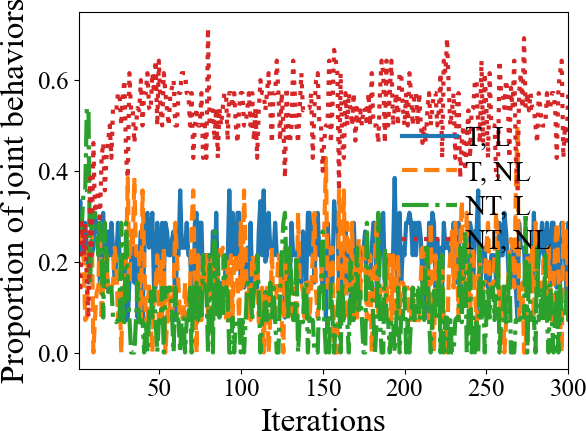 Proportion of joint behaviors
0.6
0.4
0.2
0.0
T, L
T, NL
NT, L
NT, NL
50
100
150
200
250
300
Iterations